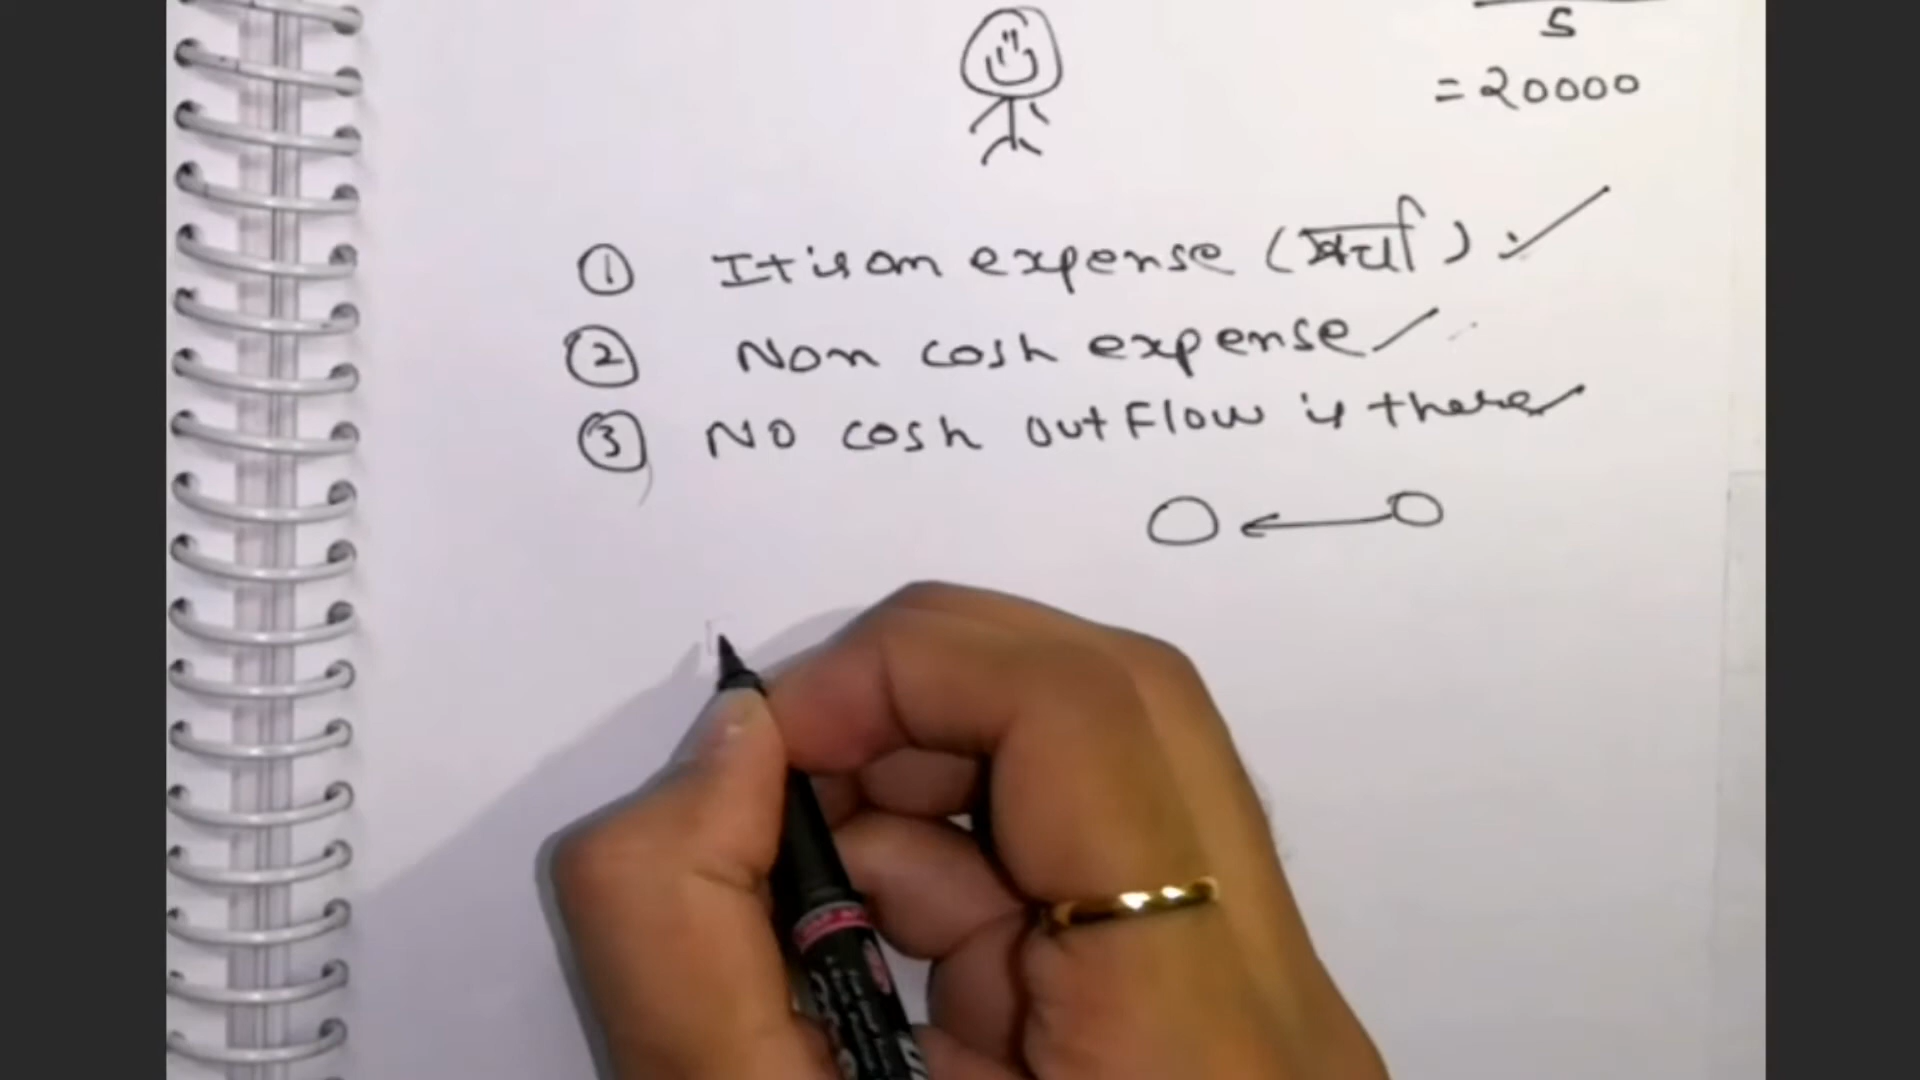 5
= 20000
① It is an expense (खर्चा) ✓
② Non cash expense ✓
③ NO cash outflow is there